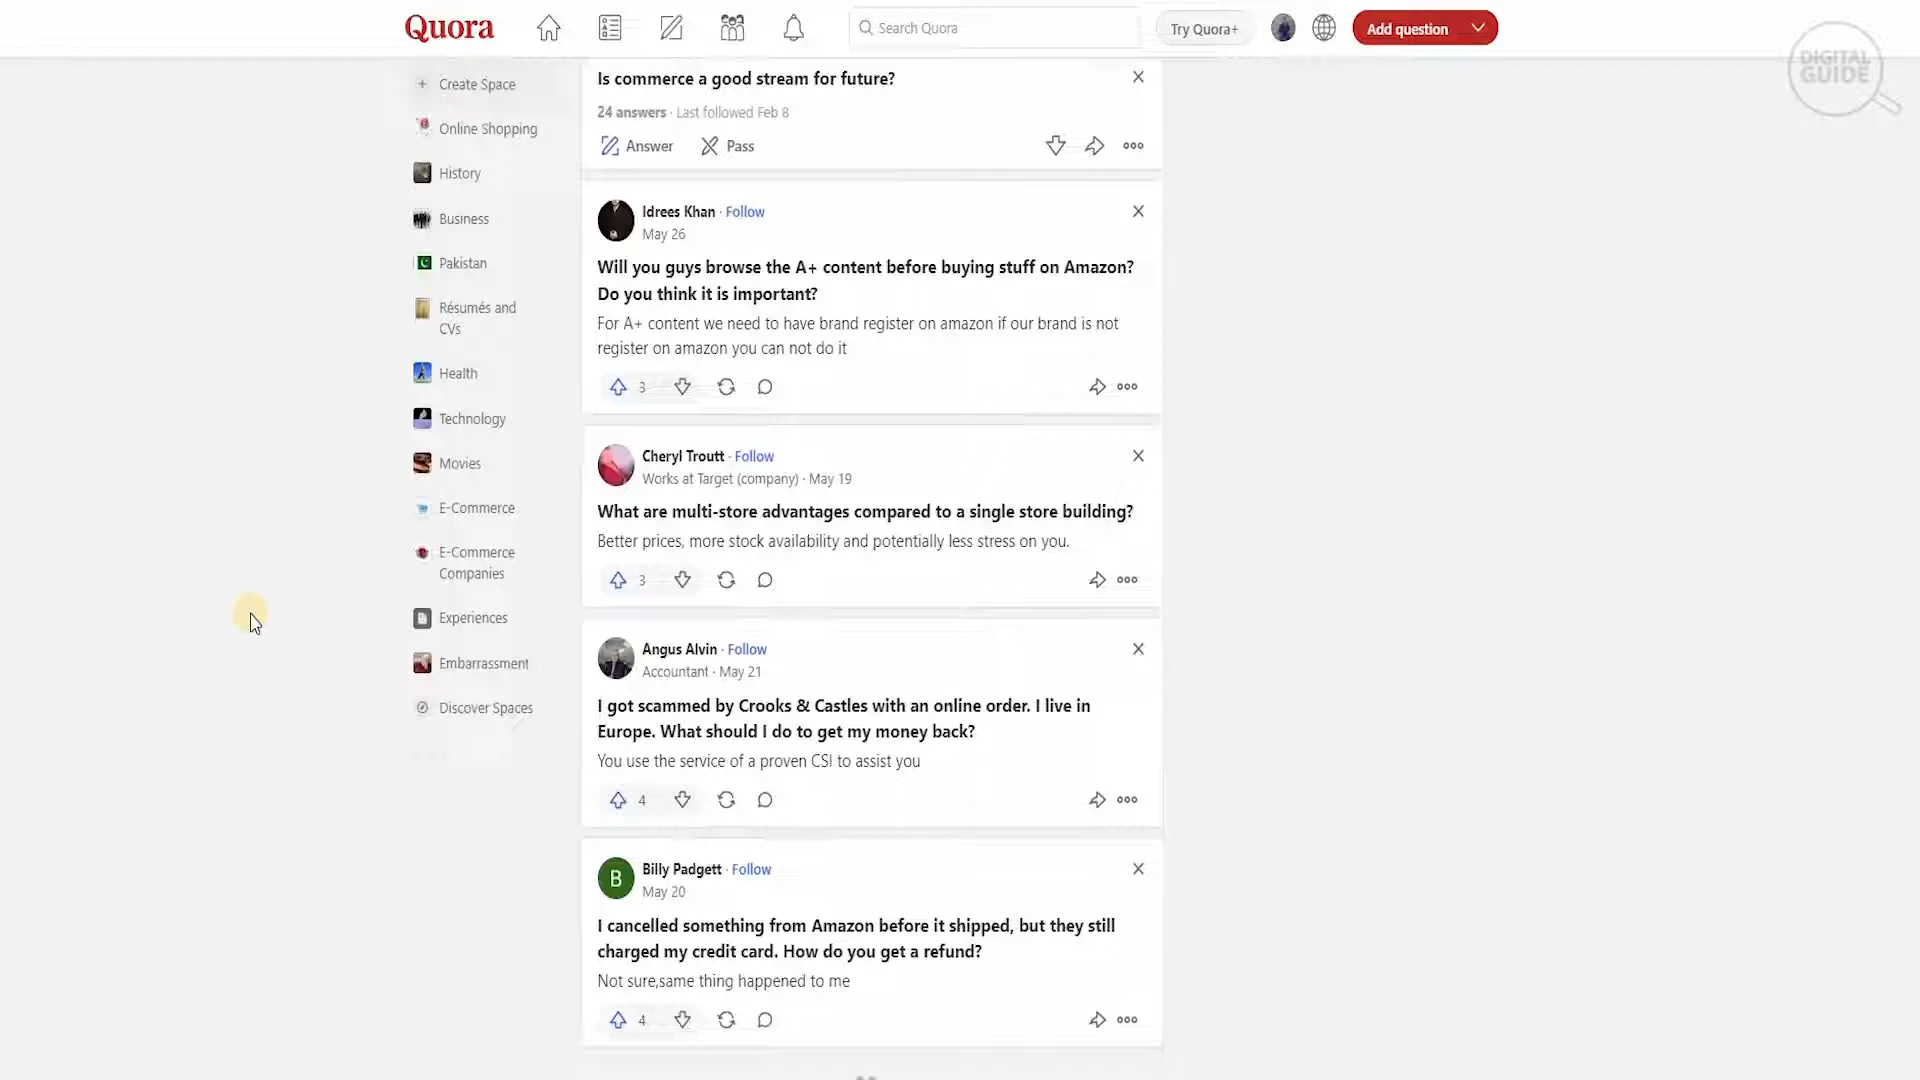 Quora
Search Quora
Try Quora+
Add question
DIGITAL
GUIDE
Create Space
Online Shopping
History
Business
Pakistan
Résumés and
CVs
Health
Technology
Movies
E-Commerce
E-Commerce
Companies
Experiences
Embarrassment
Discover Spaces
Is commerce a good stream for future?
24 answers · Last followed Feb 8
Answer Pass
Idrees Khan · Follow
May 26
Will you guys browse the A+ content before buying stuff on Amazon?
Do you think it is important?
For A+ content we need to have brand register on amazon if our brand is not
register on amazon you can not do it
3
Cheryl Troutt · Follow
Works at Target (company) · May 19
What are multi-store advantages compared to a single store building?
Better prices, more stock availability and potentially less stress on you.
3
Angus Alvin · Follow
Accountant · May 21
I got scammed by Crooks & Castles with an online order. I live in
Europe. What should I do to get my money back?
You use the service of a proven CSI to assist you
4
B
Billy Padgett · Follow
May 20
I cancelled something from Amazon before it shipped, but they still
charged my credit card. How do you get a refund?
Not sure,same thing happened to me
4